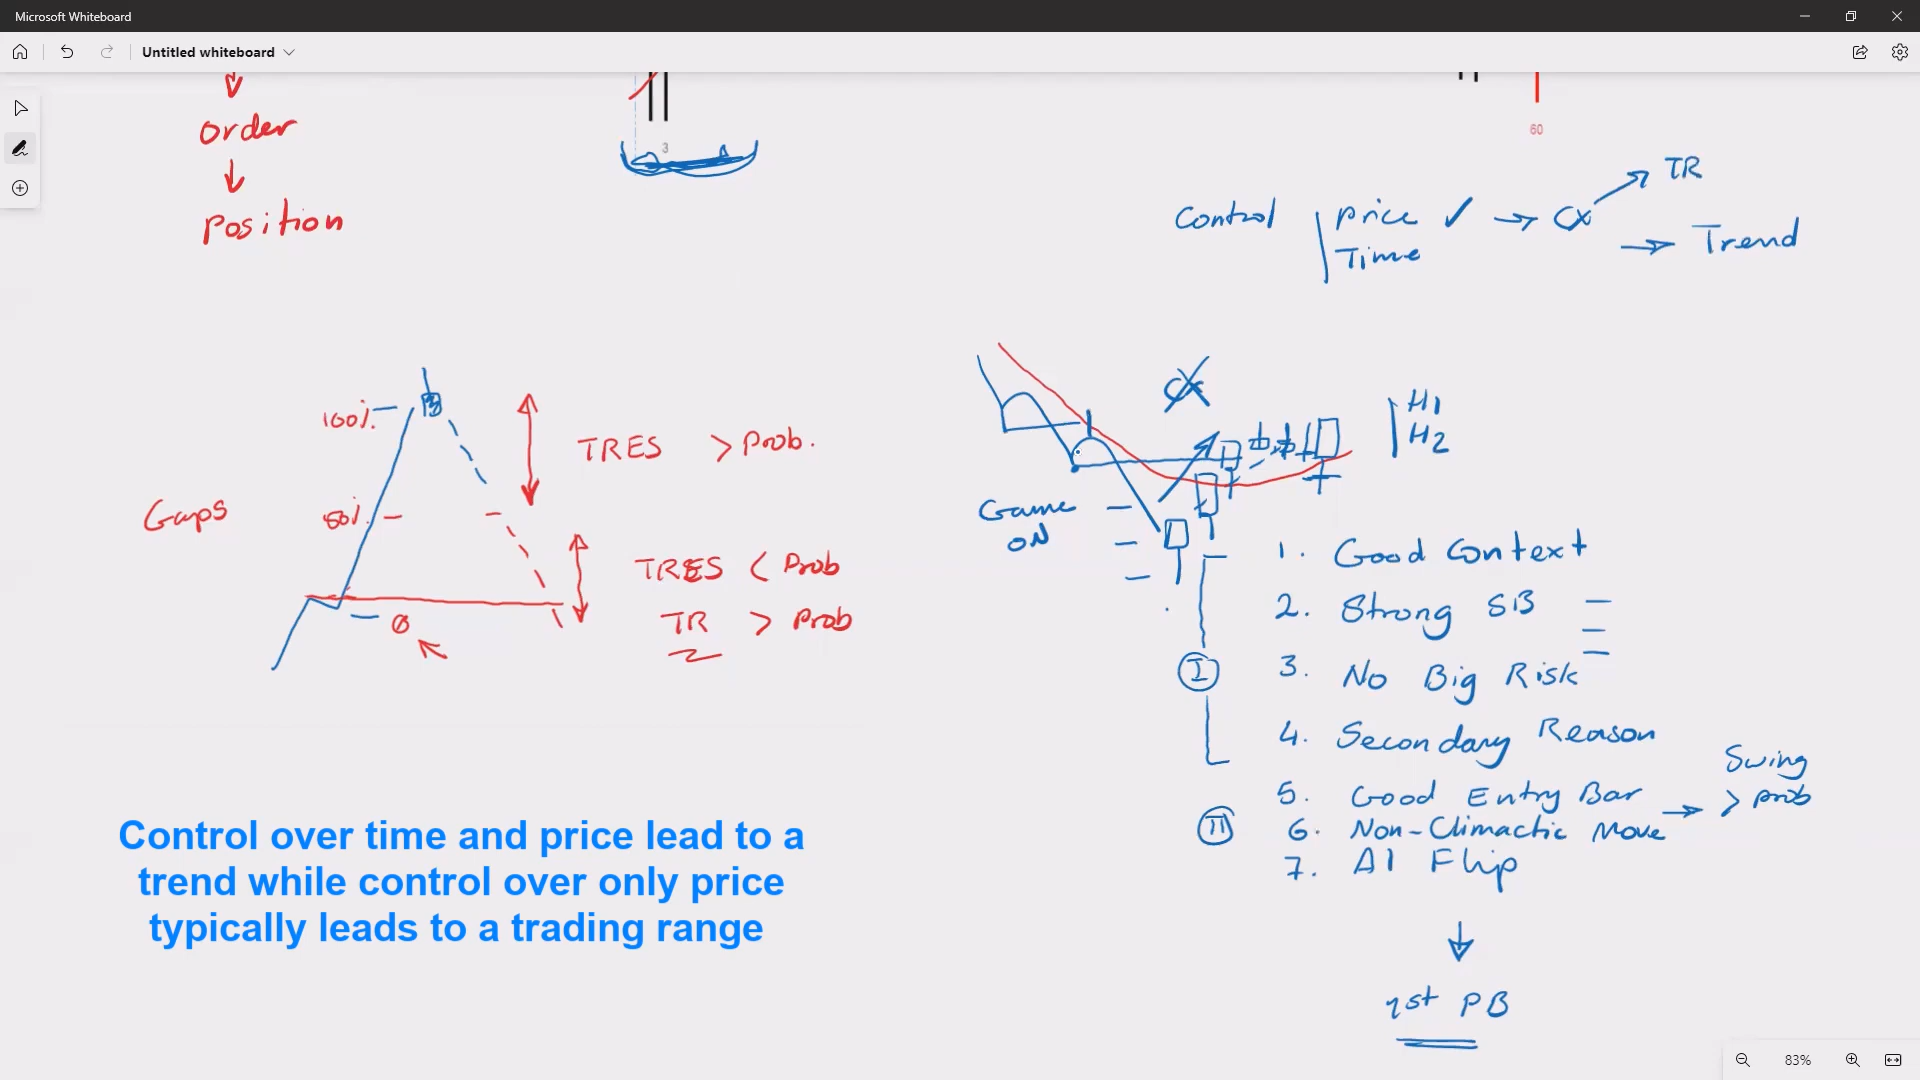 Microsoft Whiteboard
Untitled whiteboard
Order
Position
3
60
Control
Price ✓ → CX
Time
TR
→ Trend
Gaps
100%
50%
0
TRES > Prob.
TRES < Prob
TR > Prob
CX
H1
H2
Game
ON
1. Good Context
2. Strong SB
3. No Big Risk
4. Secondary Reason
5. Good Entry Bar
6. Non-Climactic Move
7. AI Flip
I
II
→ Swing
> Prob
1st PB
Control over time and price lead to a
trend while control over only price
typically leads to a trading range
83%